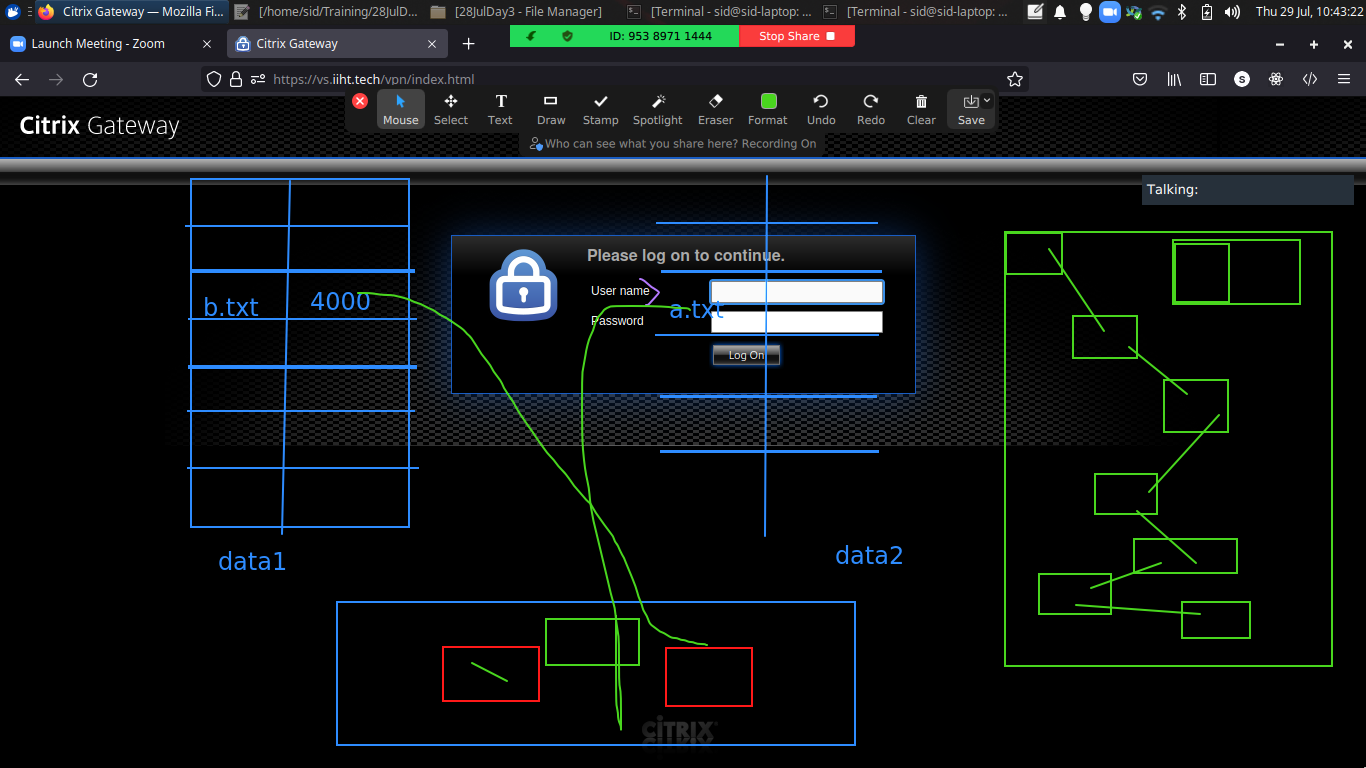 Citrix Gateway — Mozilla Fi...
[/home/sid/Training/28JulD...
[28JulDay3 - File Manager]
[Terminal - sid@sid-laptop: ...
[Terminal - sid@sid-laptop: ...
Thu 29 Jul, 10:43:22
Launch Meeting - Zoom
Citrix Gateway
ID: 953 8971 1444
Stop Share
https://vs.iiht.tech/vpn/index.html
S
Citrix Gateway
Mouse
Select
Text
Draw
Stamp
Spotlight
Eraser
Format
Undo
Redo
Clear
Save
Who can see what you share here? Recording On
Talking:
Please log on to continue.
User name
Password
Log On
b.txt
4000
a.txt
data1
data2
CITRIX